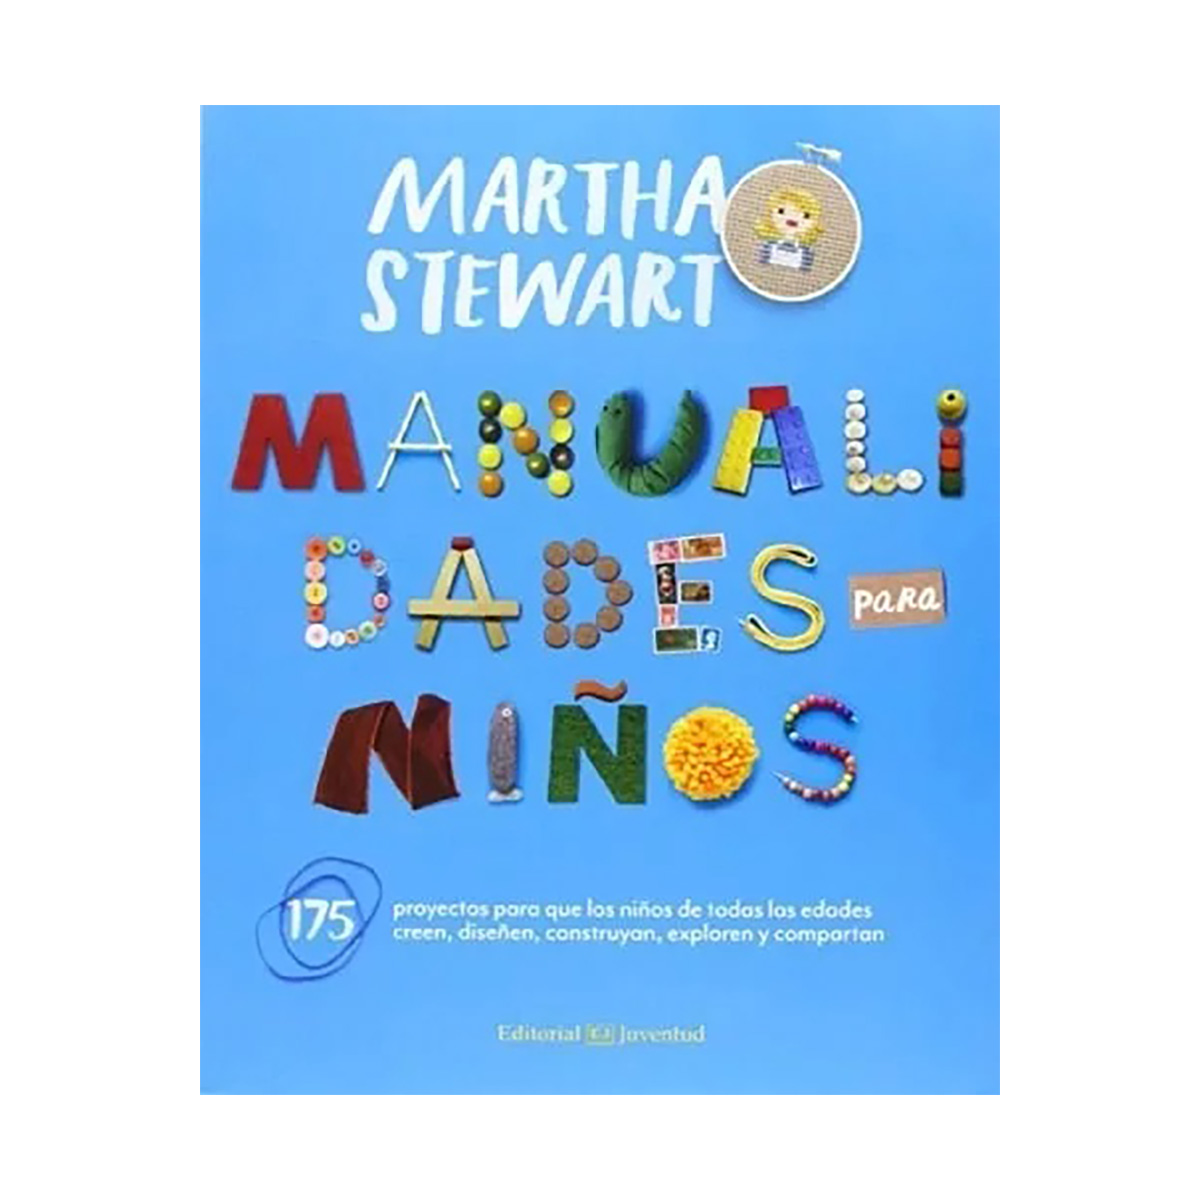 MARTHA
STEWART
MANUALI
DADES para
NIÑOS
175 proyectos para que los niños de todas las edades
creen, diseñen, construyan, exploren y compartan
Editorial EJ Juventud